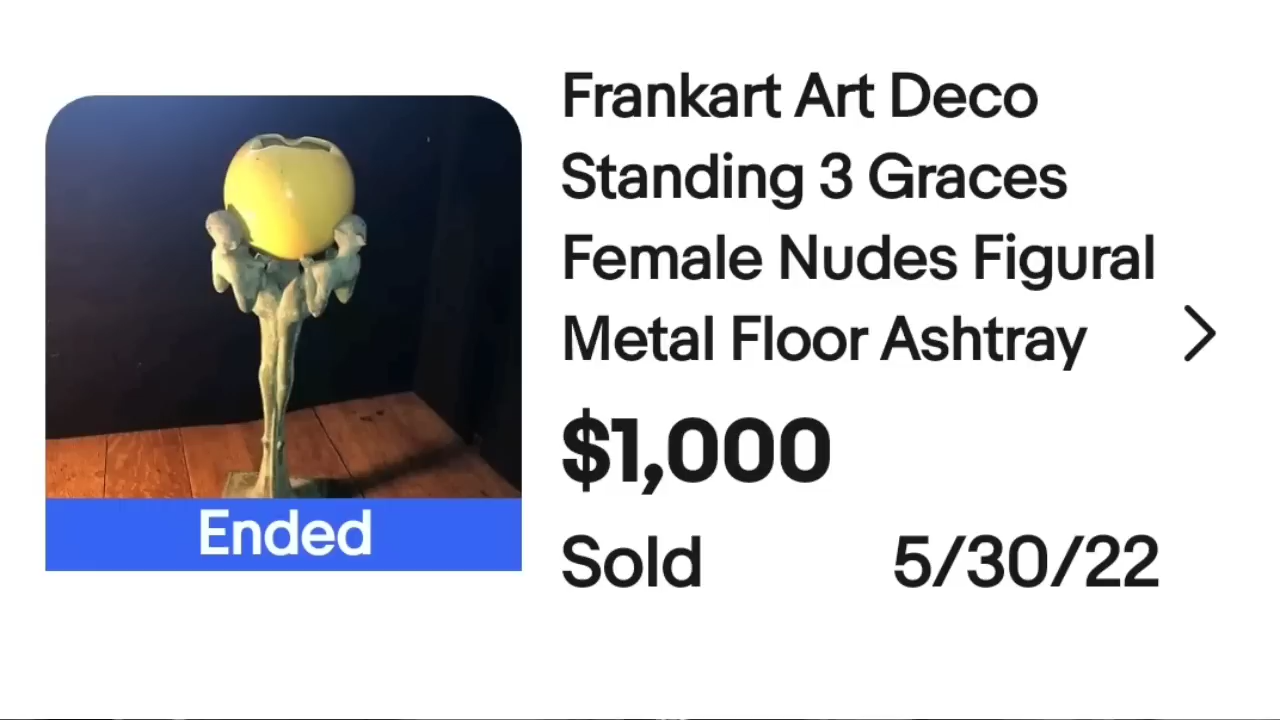 Frankart Art Deco
Standing 3 Graces
Female Nudes Figural
Metal Floor Ashtray
$1,000
Ended
Sold 5/30/22